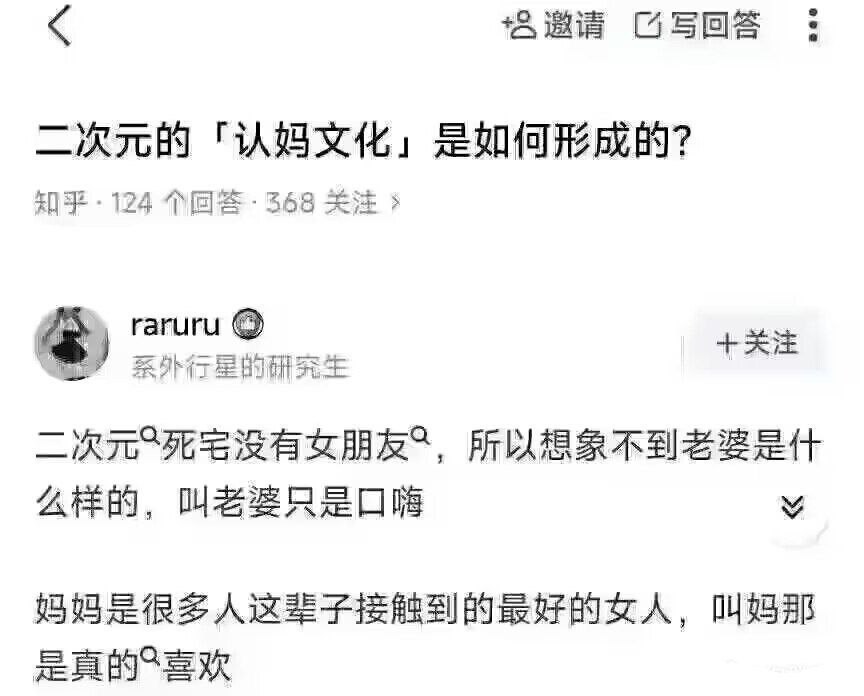 邀请 写回答
二次元的「认妈文化」是如何形成的?
知乎 · 124 个回答 · 368 关注 >
raruru
系外行星的研究生
+关注
二次元死宅没有女朋友，所以想象不到老婆是什
么样的，叫老婆只是口嗨
妈妈是很多人这辈子接触到的最好的女人，叫妈那
是真的喜欢